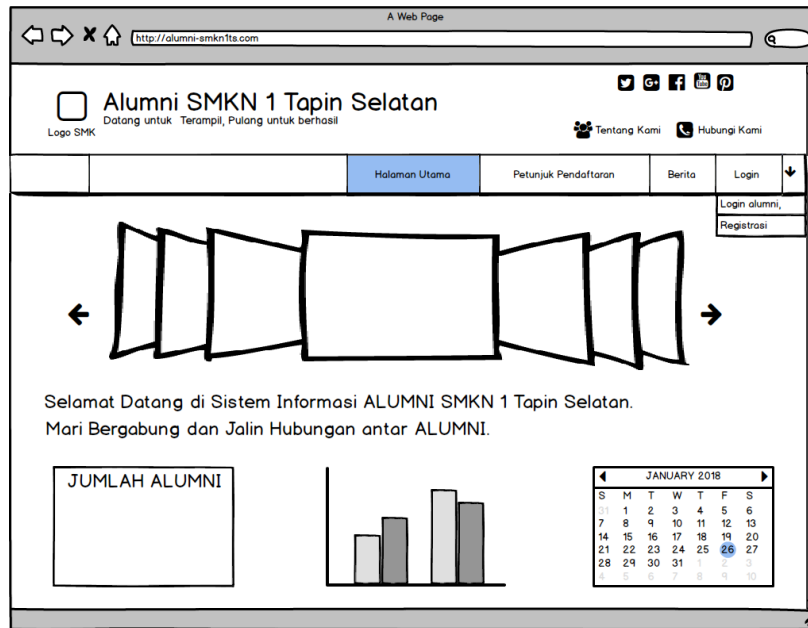 A Web Page
http://alumni-smkn1ts.com
Alumni SMKN 1 Tapin Selatan
Datang untuk Terampil, Pulang untuk berhasil
Logo SMK
You Tube
Tentang Kami
Hubungi Kami
Halaman Utama
Petunjuk Pendaftaran
Berita
Login
Login alumni,
Registrasi
Selamat Datang di Sistem Informasi ALUMNI SMKN 1 Tapin Selatan.
Mari Bergabung dan Jalin Hubungan antar ALUMNI.
JUMLAH ALUMNI
JANUARY 2018
S M T W T F S
31 1 2 3 4 5 6
7 8 9 10 11 12 13
14 15 16 17 18 19 20
21 22 23 24 25 26 27
28 29 30 31 1 2 3
4 5 6 7 8 9 10